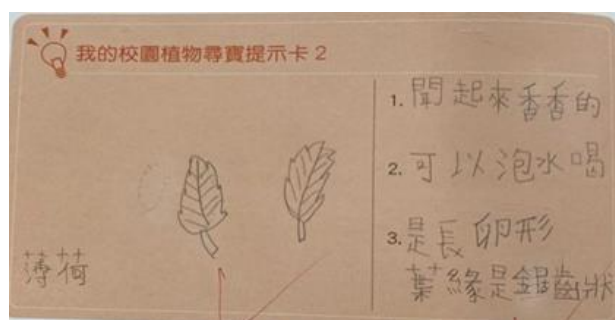 我的校園植物尋寶提示卡 2
薄荷
1. 聞起來香香的
2. 可以泡水喝
3. 是長卵形
葉緣是鋸齒狀